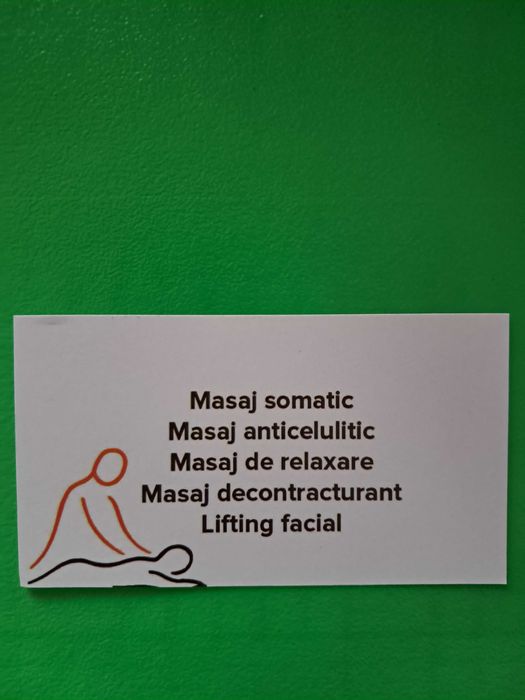 Masaj somatic
Masaj anticelulitic
Masaj de relaxare
Masaj decontracturant
Lifting facial